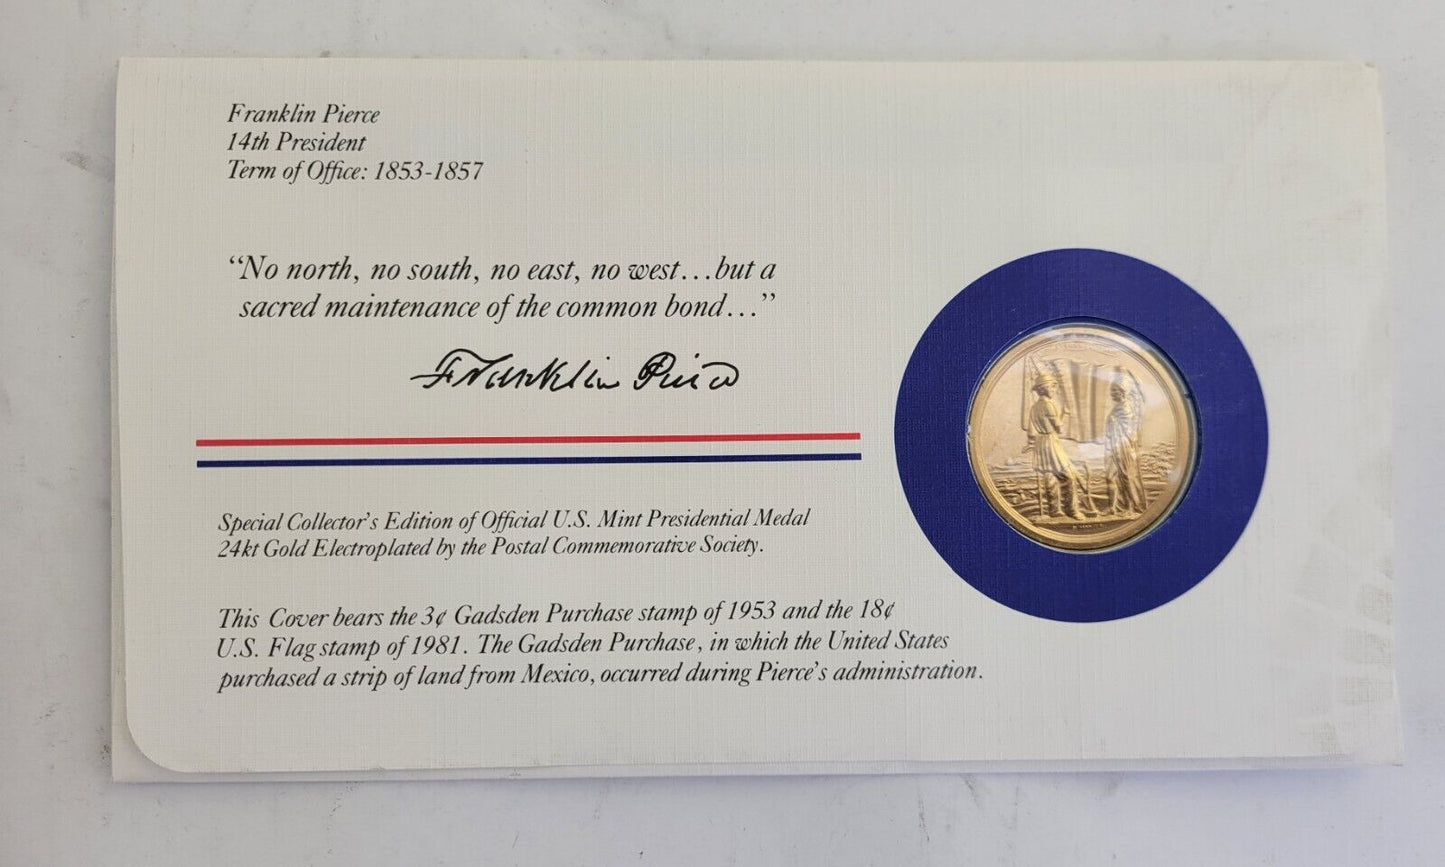 Franklin Pierce
14th President
Term of Office: 1853-1857
“No north, no south, no east, no west...but a
sacred maintenance of the common bond...”
Franklin Pierce
Special Collector's Edition of Official U.S. Mint Presidential Medal
24kt Gold Electroplated by the Postal Commemorative Society.
This Cover bears the 3¢ Gadsden Purchase stamp of 1953 and the 18¢
U.S. Flag stamp of 1981. The Gadsden Purchase, in which the United States
purchased a strip of land from Mexico, occurred during Pierce's administration.